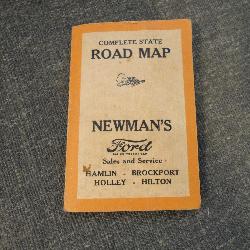 COMPLETE STATE
ROAD MAP
NEWMAN'S
Ford
Sales and Service
HAMLIN - BROCKPORT
HOLLEY - HILTON